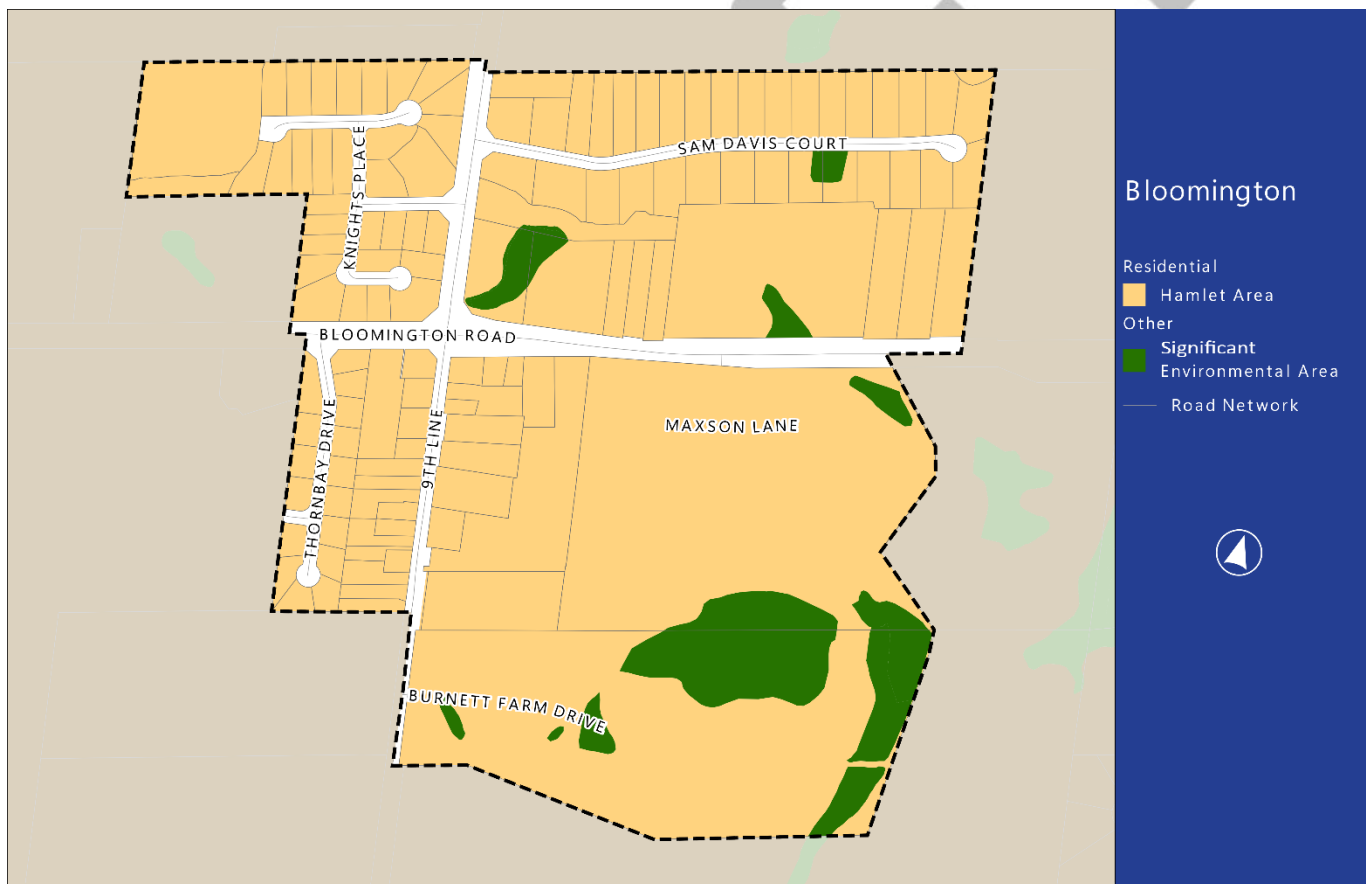 SAM DAVIS COURT
KNIGHTS PLACE
BLOOMINGTON ROAD
MAXSON LANE
THORNBAY DRIVE
9TH LINE
BURNETT FARM DRIVE
Bloomington
Residential
Hamlet Area
Other
Significant
Environmental Area
Road Network